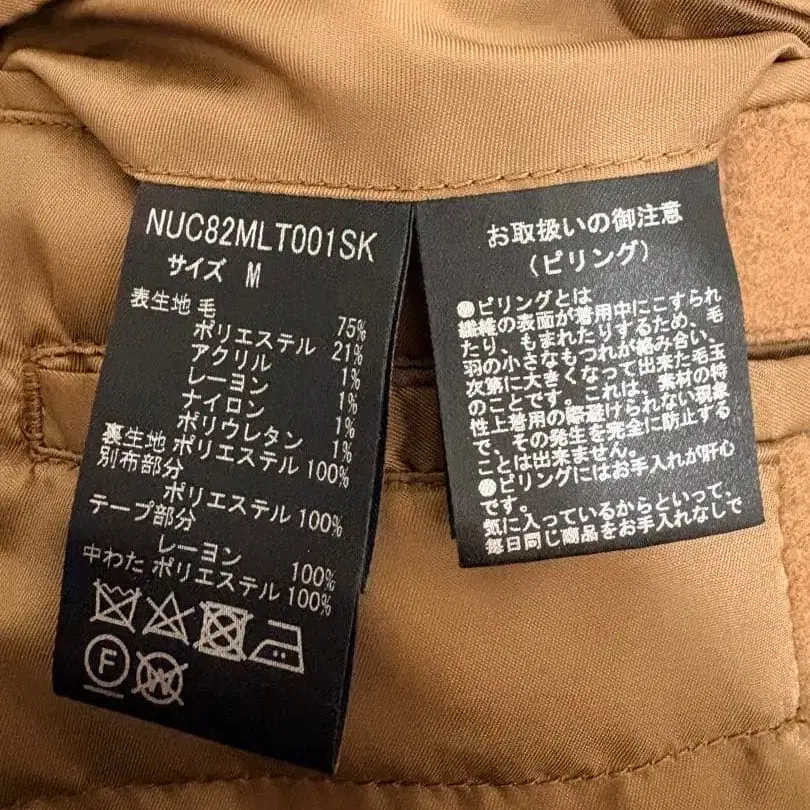 NUC82MLT001SK
サイズ M
表生地 毛 75%
ポリエステル 21%
アクリル 1%
レーヨン 1%
ナイロン 1%
ポリウレタン 1%
裏生地 ポリエステル 100%
別布部分
ポリエステル 100%
テープ部分
レーヨン 100%
中わた ポリエステル 100%
F
W
お取扱いの御注意
(ピリング)
●ピリングとは
繊維の表面が着用中にこすられ
たり、もまれたりするため、毛
羽の小さなもつれが絡み合い、
次第に大きくなって出来た毛玉
のことです。これは、素材の特
性上着用の際避けられない現象
で、その発生を完全に防止する
ことは出来ません。
●ピリングにはお手入れが肝心
です。
気に入っているからといって、
毎日同じ商品をお手入れなしで